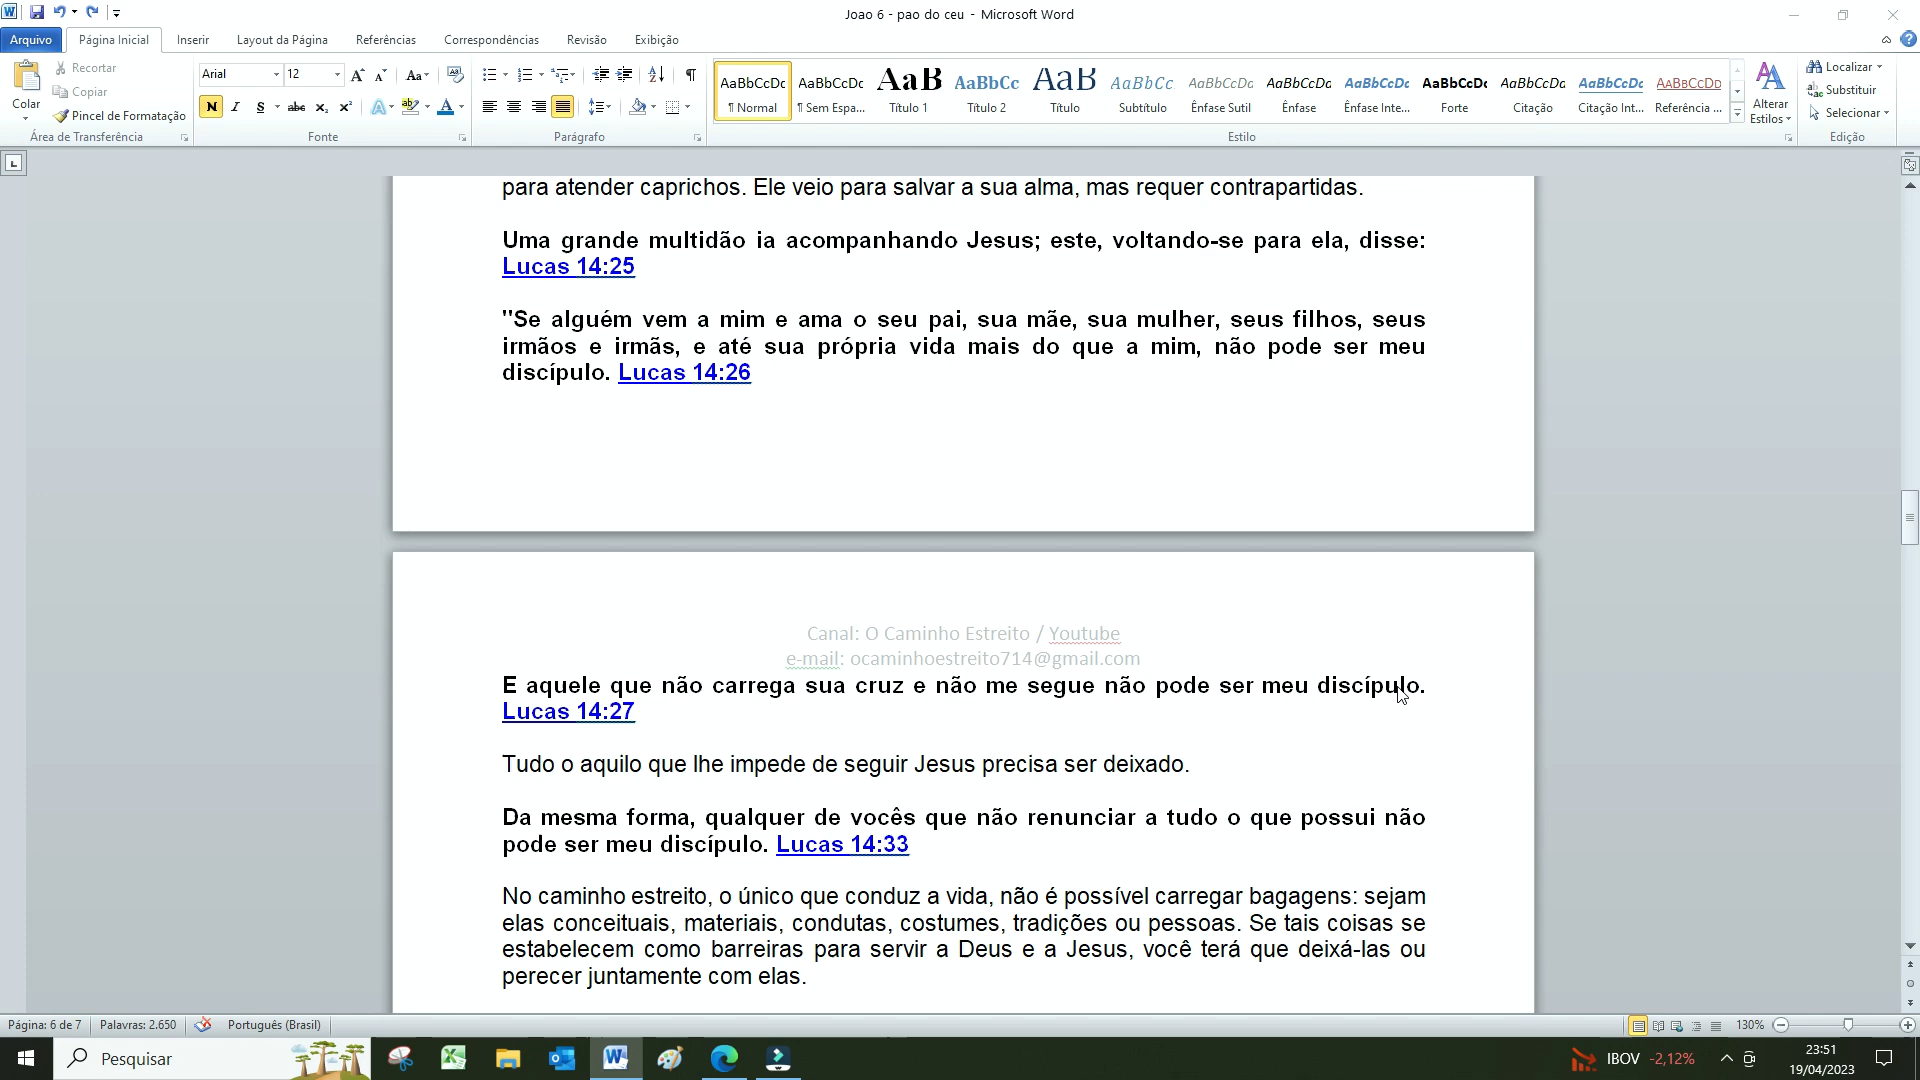 Joao 6 - pao do ceu - Microsoft Word
Arquivo Página Inicial Inserir Layout da Página Referências Correspondências Revisão Exibição
Colar
Recortar
Copiar
Pincel de Formatação
Área de Transferência
Arial 12
Fonte
Parágrafo
AaBbCcDc AaBbCcDc AaB AaBbCc AaB AaBbCc AaBbCcDc AaBbCcDc AaBbCcDc AaBbCcDc AaBbCcDc AaBbCcDc AaBbCcDd
¶ Normal ¶ Sem Espa... Título 1 Título 2 Título Subtítulo Ênfase Sutil Ênfase Ênfase Inte... Forte Citação Citação Int... Referência ...
Estilo
Alterar
Estilos
Localizar
Substituir
Selecionar
Edição
para atender caprichos. Ele veio para salvar a sua alma, mas requer contrapartidas.
Uma grande multidão ia acompanhando Jesus; este, voltando-se para ela, disse:
Lucas 14:25
"Se alguém vem a mim e ama o seu pai, sua mãe, sua mulher, seus filhos, seus
irmãos e irmãs, e até sua própria vida mais do que a mim, não pode ser meu
discípulo. Lucas 14:26
Canal: O Caminho Estreito / Youtube
e-mail: ocaminhoestreito714@gmail.com
E aquele que não carrega sua cruz e não me segue não pode ser meu discípulo.
Lucas 14:27
Tudo o aquilo que lhe impede de seguir Jesus precisa ser deixado.
Da mesma forma, qualquer de vocês que não renunciar a tudo o que possui não
pode ser meu discípulo. Lucas 14:33
No caminho estreito, o único que conduz a vida, não é possível carregar bagagens: sejam
elas conceituais, materiais, condutas, costumes, tradições ou pessoas. Se tais coisas se
estabelecem como barreiras para servir a Deus e a Jesus, você terá que deixá-las ou
perecer juntamente com elas.
Página: 6 de 7 Palavras: 2.650 Português (Brasil) 130%
Pesquisar
IBOV -2,12%
23:51
19/04/2023